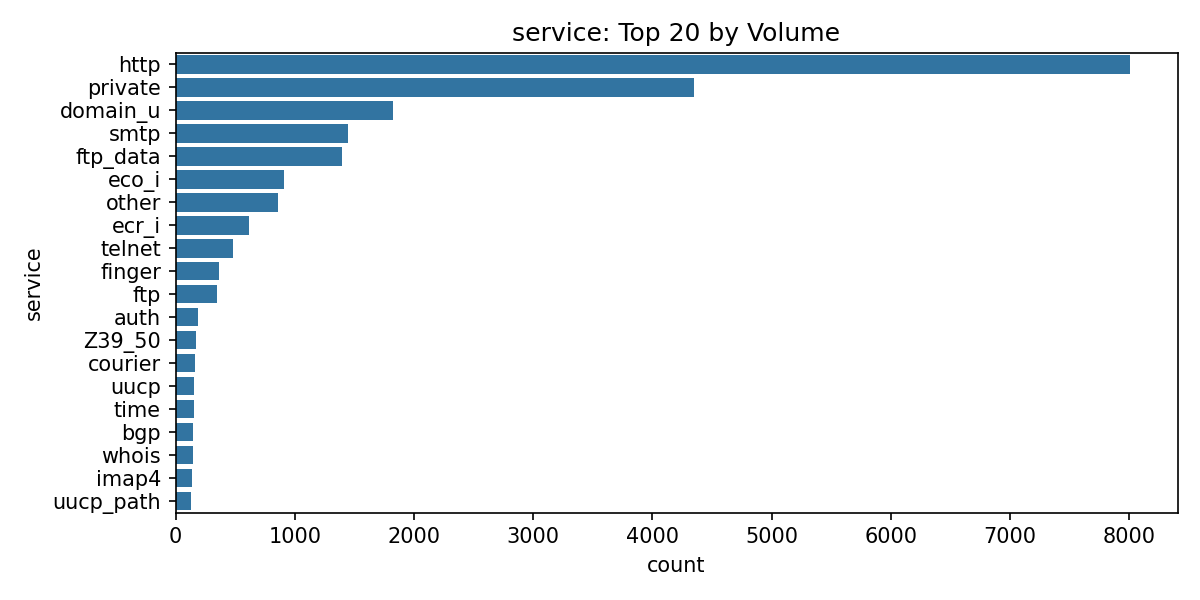 service: Top 20 by Volume
http
private
domain_u
smtp
ftp_data
eco_i
other
ecr_i
telnet
finger
ftp
auth
Z39_50
courier
uucp
time
bgp
whois
imap4
uucp_path
service
0 1000 2000 3000 4000 5000 6000 7000 8000
count